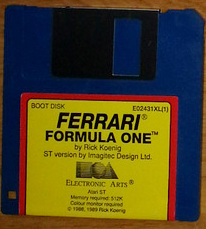 BOOT DISK E02431XL(1)
FERRARI®
FORMULA ONE™
by Rick Koenig
ST version by Imagitec Design Ltd.
ELECTRONIC ARTS®
Atari ST
Memory required: 512K
Colour monitor required
© 1988, 1989 Rick Koenig